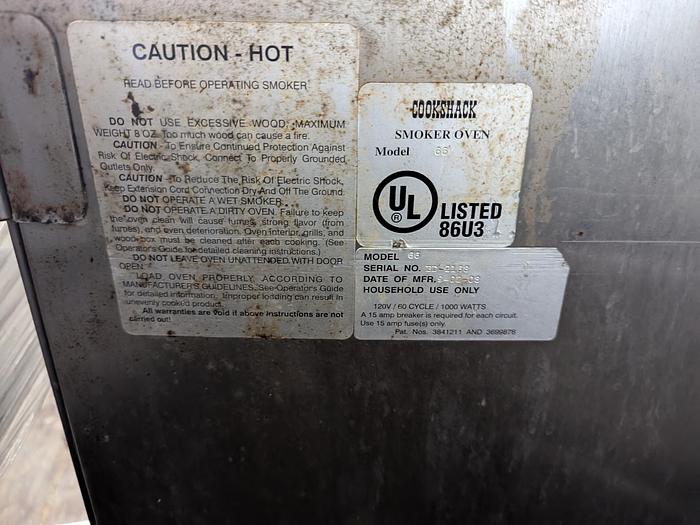 CAUTION - HOT
READ BEFORE OPERATING SMOKER
DO NOT USE EXCESSIVE WOOD. MAXIMUM
WEIGHT 8 OZ. Too much wood can cause a fire.
CAUTION - To Ensure Continued Protection Against
Risk Of Electric Shock, Connect To Properly Grounded
Outlets Only.
CAUTION - To Reduce The Risk Of Electric Shock,
Keep Extension Cord Connection Dry And Off The Ground.
DO NOT OPERATE A WET SMOKER.
DO NOT OPERATE A DIRTY OVEN. Failure to keep
the oven clean will cause fumes, strong flavor (from
fumes), and even deterioration. Oven interior, grills, and
wood box must be cleaned after each cooking. (See
Operator's Guide for detailed cleaning instructions.)
DO NOT LEAVE OVEN UNATTENDED WITH DOOR
OPEN.
LOAD OVEN PROPERLY ACCORDING TO
MANUFACTURER'S GUIDELINES. See Operator's Guide
for detailed information. Improper loading can result in
unevenly cook'd product.
All warranties are void if above instructions are not
carried out!
COOKSHACK
SMOKER OVEN
Model 66
UL ®
LISTED
86U3
MODEL 66
SERIAL NO.
DATE OF MFR.
HOUSEHOLD USE ONLY
120V / 60 CYCLE / 1000 WATTS
A 15 amp breaker is required for each circuit.
Use 15 amp fuse(s) only.
Pat. Nos. 3841211 AND 3699876